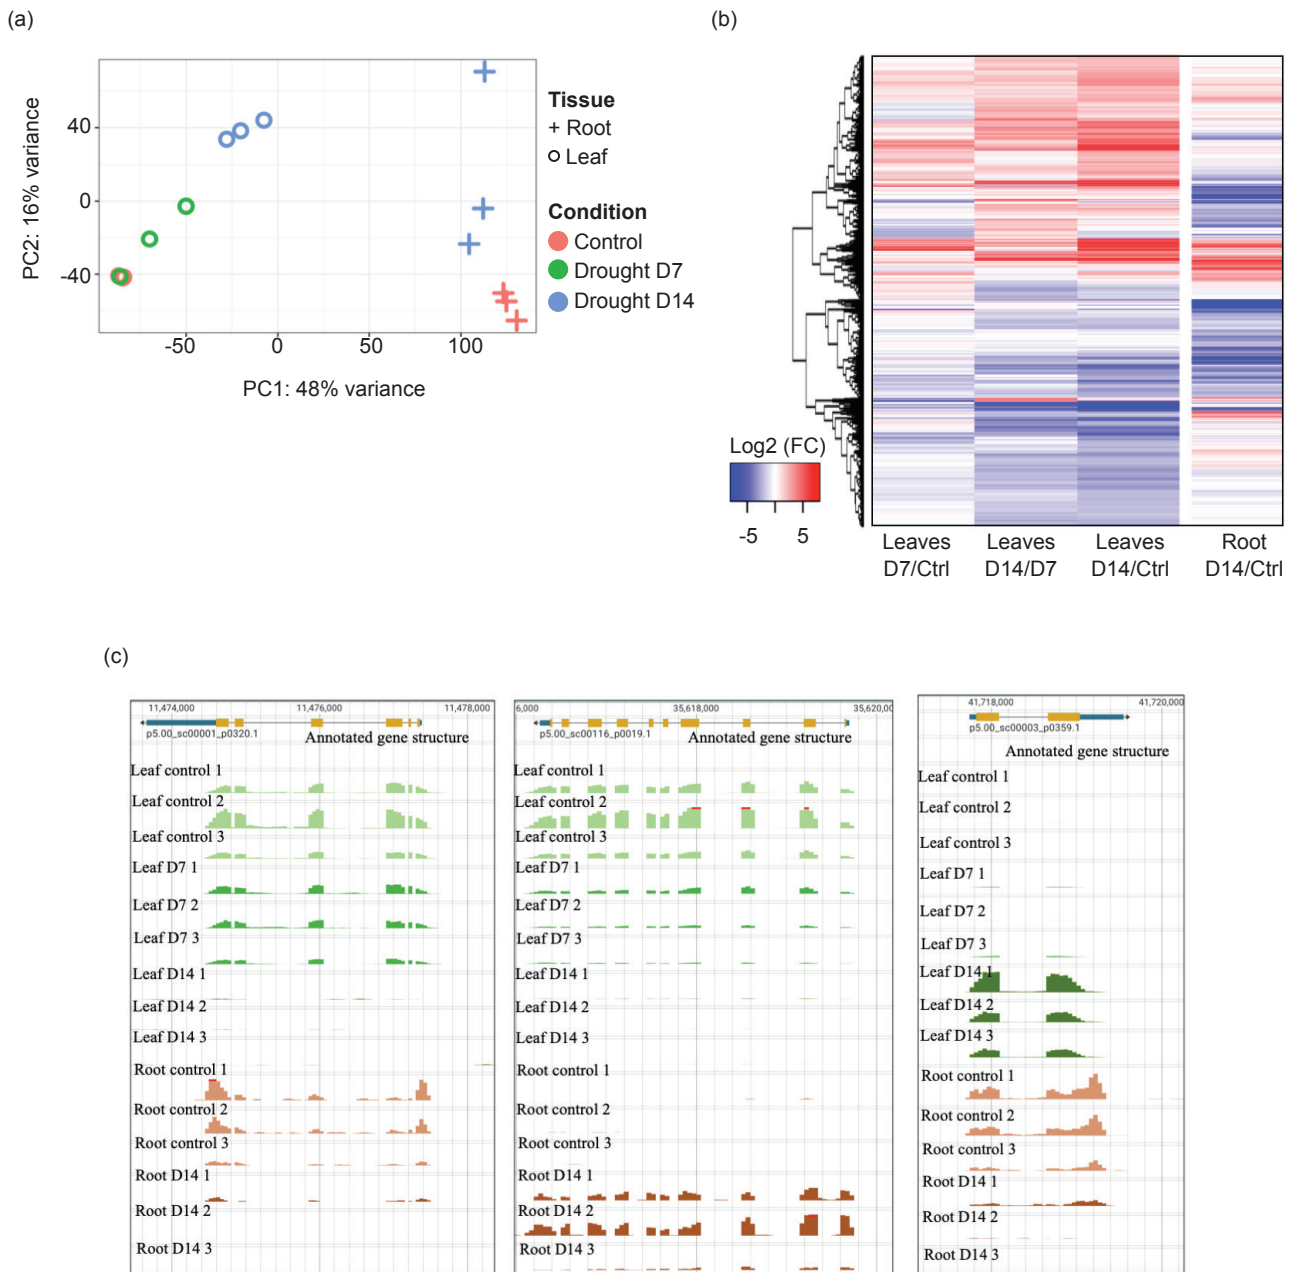 (a)
PC2: 16% variance
40
0
-40
-50
0
50
100
PC1: 48% variance
Tissue
+ Root
Leaf
Condition
Control
Drought D7
Drought D14
(b)
Log2 (FC)
-5
5
Leaves
D7/Ctrl
Leaves
D14/D7
Leaves
D14/Ctrl
Root
D14/Ctrl
(c)
11,474,000
11,476,000
11,478,000
p5.00_sc00001_p0320.1
Annotated gene structure
Leaf control 1
Leaf control 2
Leaf control 3
Leaf D7 1
Leaf D7 2
Leaf D7 3
Leaf D14 1
Leaf D14 2
Leaf D14 3
Root control 1
Root control 2
Root control 3
Root D14 1
Root D14 2
Root D14 3
6,000
35,618,000
35,620,00
p5.00_sc00116_p0019.1
Annotated gene structure
Leaf control 1
Leaf control 2
Leaf control 3
Leaf D7 1
Leaf D7 2
Leaf D7 3
Leaf D14 1
Leaf D14 2
Leaf D14 3
Root control 1
Root control 2
Root control 3
Root D14 1
Root D14 2
Root D14 3
41,718,000
41,720,000
p5.00_sc00003_p0359.1
Annotated gene structure
Leaf control 1
Leaf control 2
Leaf control 3
Leaf D7 1
Leaf D7 2
Leaf D7 3
Leaf D14 1
Leaf D14 2
Leaf D14 3
Root control 1
Root control 2
Root control 3
Root D14 1
Root D14 2
Root D14 3